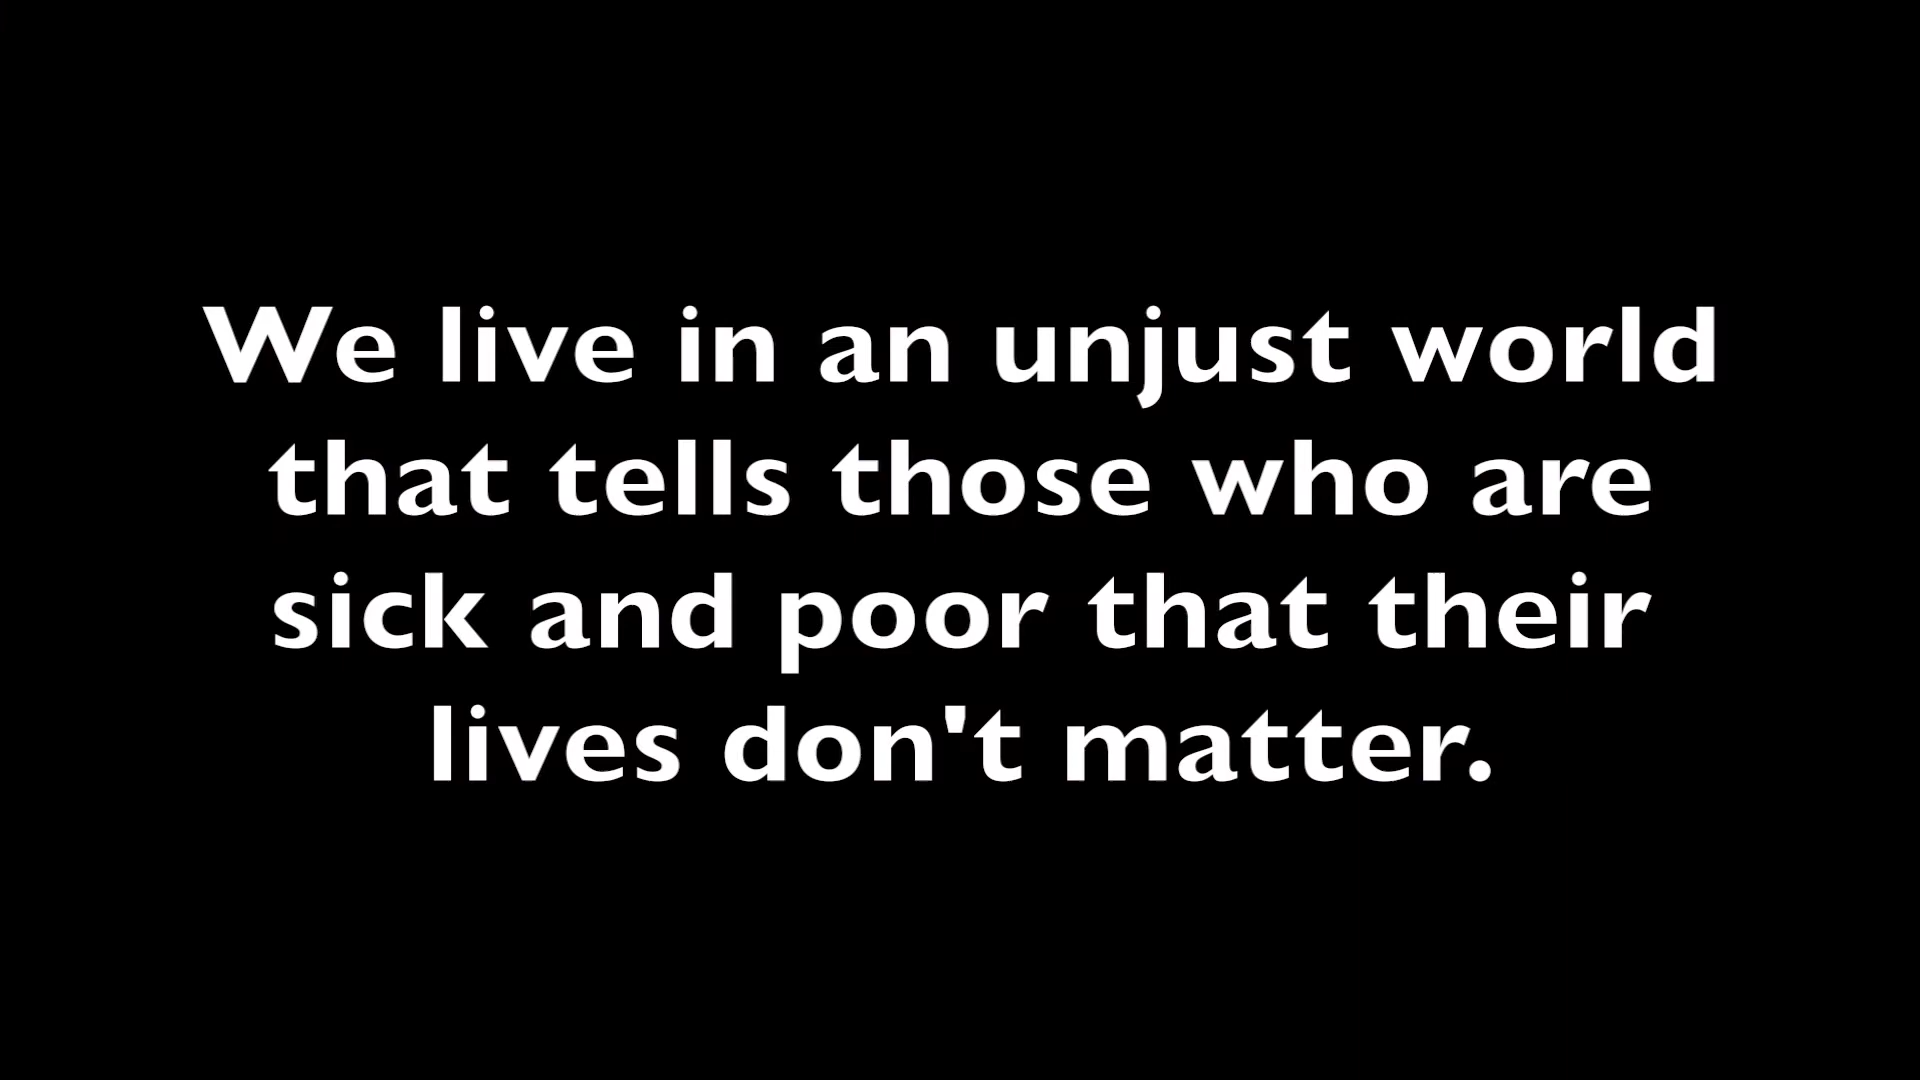 We live in an unjust world
that tells those who are
sick and poor that their
lives don't matter.